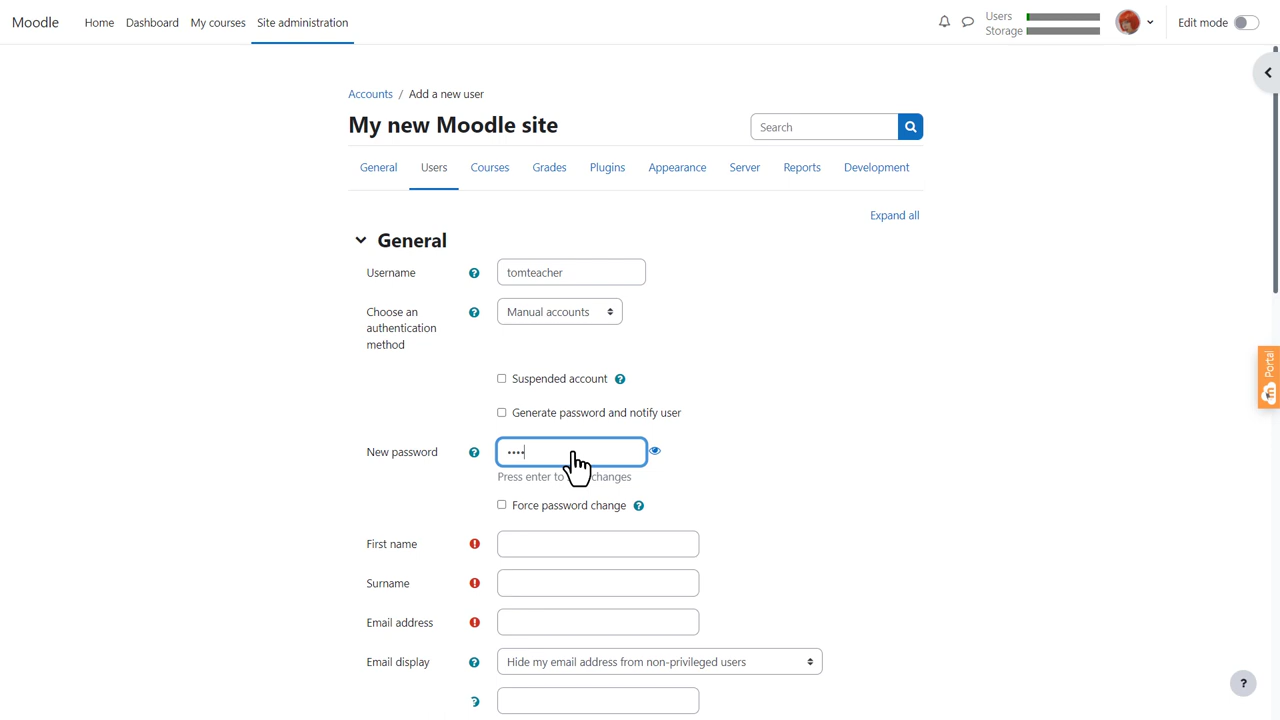 Moodle
Home
Dashboard
My courses
Site administration
Users
Storage
Edit mode
Accounts / Add a new user
My new Moodle site
Search
General
Users
Courses
Grades
Plugins
Appearance
Server
Reports
Development
Expand all
General
Username
tomteacher
Choose an
authentication
method
Manual accounts
Suspended account
Generate password and notify user
New password
••••
Press enter to changes
Force password change
First name
Surname
Email address
Email display
Hide my email address from non-privileged users
Portal